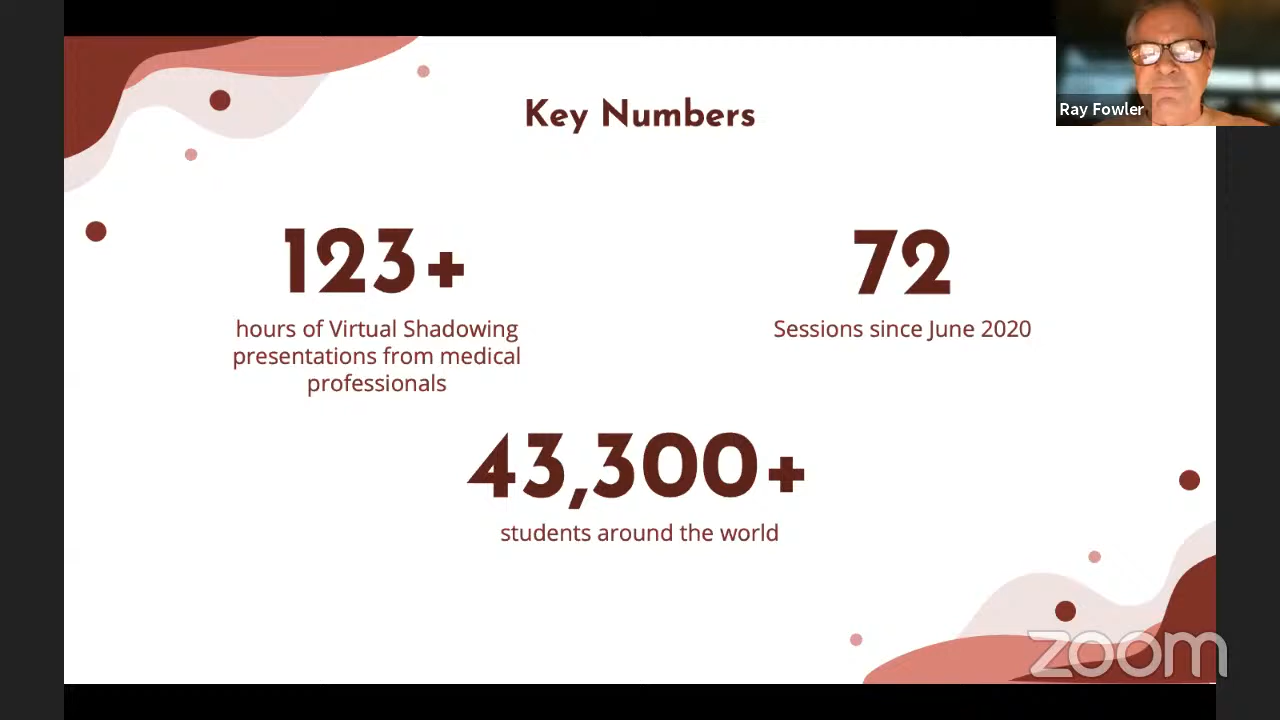 Ray Fowler
Key Numbers
123+
hours of Virtual Shadowing
presentations from medical
professionals
72
Sessions since June 2020
43,300+
students around the world
zoom